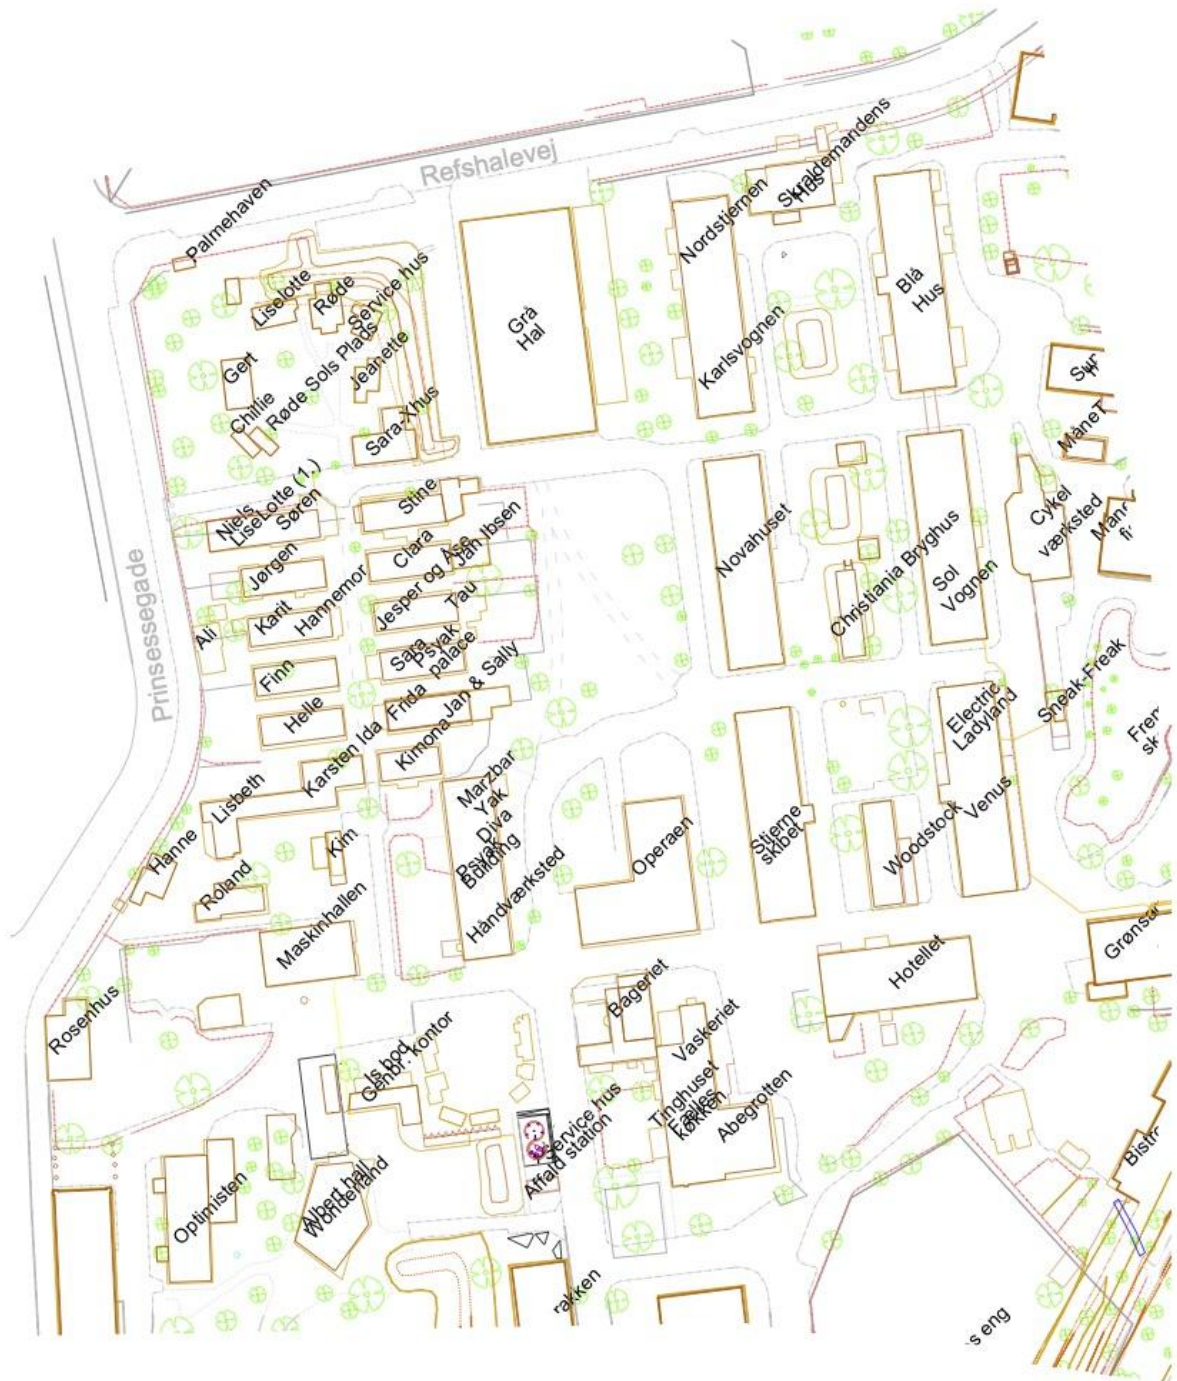 Refshalevej
Palmehaven
Skraldemandens
Hus
Nordstjernen
Liselotte
Røde
Service hus
Grå
Hal
Blå
Hus
Gert
Røde Sols Plads
Jeanette
Karlsvognen
Chillie
Sara-Xhus
MåneT
Niels
LiseLotte (1.)
Søren
Stine
Cykel
værksted
Jørgen
Clara
Jan Ibsen
Novahuset
Christiania Bryghus
Sol
Vognen
Prinsessegade
Ali
Karit
Hannemor
Jesper og Åse
Tau
Finn
Sara
Psyak
palace
Helle
Frida
Jan & Sally
Electric
Ladyland
Sneak-Freak
Karsten Ida
Kimona
Lisbeth
Marzbar
Yak
Diva
Psyak
Building
Hanne
Kim
Operaen
Stjerne
skibet
Woodstock
Venus
Roland
Maskinhallen
Håndværksted
Hotellet
Rosenhus
Bageriet
Is bod
Genbr. kontor
Vaskeriet
Tinghuset
Fælles
køkken
Abegrotten
Service hus
Affald station
Optimisten
Albert hall
Wonderland
rakken
s eng